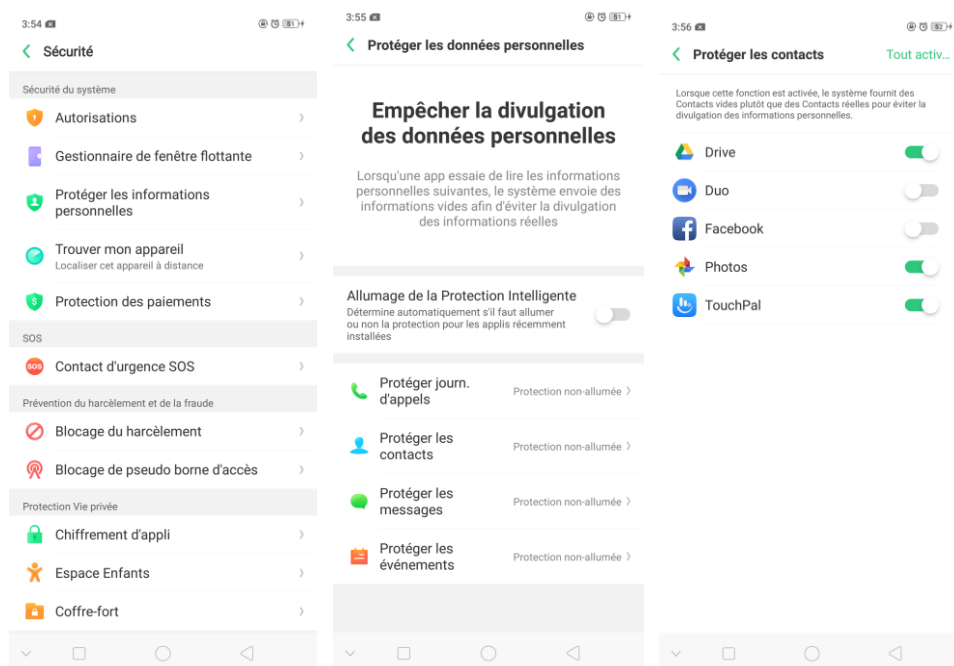 3:54
51
Sécurité
Sécurité du système
Autorisations
Gestionnaire de fenêtre flottante
Protéger les informations
personnelles
Trouver mon appareil
Localiser cet appareil à distance
$
Protection des paiements
SOS
SOS
Contact d'urgence SOS
Prévention du harcèlement et de la fraude
Blocage du harcèlement
Blocage de pseudo borne d'accès
Protection Vie privée
Chiffrement d'appli
Espace Enfants
Coffre-fort
3:55
51
Protéger les données personnelles
Empêcher la divulgation
des données personnelles
Lorsqu'une app essaie de lire les informations
personnelles suivantes, le système envoie des
informations vides afin d'éviter la divulgation
des informations réelles
Allumage de la Protection Intelligente
Détermine automatiquement s'il faut allumer
ou non la protection pour les applis récemment
installées
Protéger journ.
d'appels
Protection non-allumée
Protéger les
contacts
Protection non-allumée
Protéger les
messages
Protection non-allumée
Protéger les
événements
Protection non-allumée
3:56
52
Protéger les contacts
Tout activ...
Lorsque cette fonction est activée, le système fournit des
Contacts vides plutôt que des Contacts réelles pour éviter la
divulgation des informations personnelles.
Drive
Duo
Facebook
Photos
TouchPal